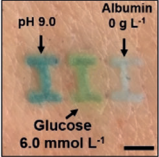 Albumin
pH 9.0 0 g L-1
Glucose
6.0 mmol L-1